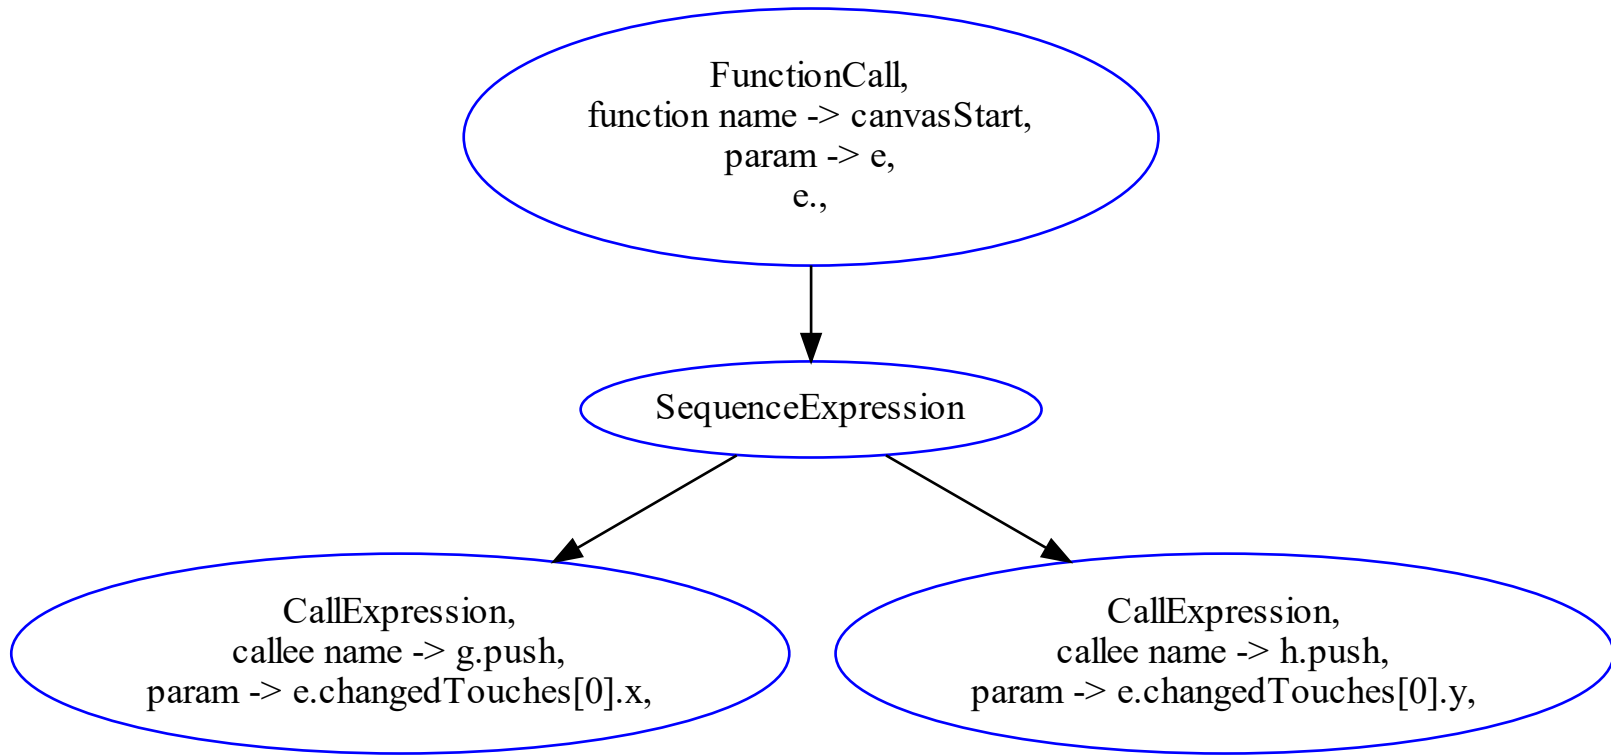 FunctionCall,
function name -> canvasStart,
param -> e,
e.,
SequenceExpression
CallExpression,
callee name -> g.push,
param -> e.changedTouches[0].x,
CallExpression,
callee name -> h.push,
param -> e.changedTouches[0].y,